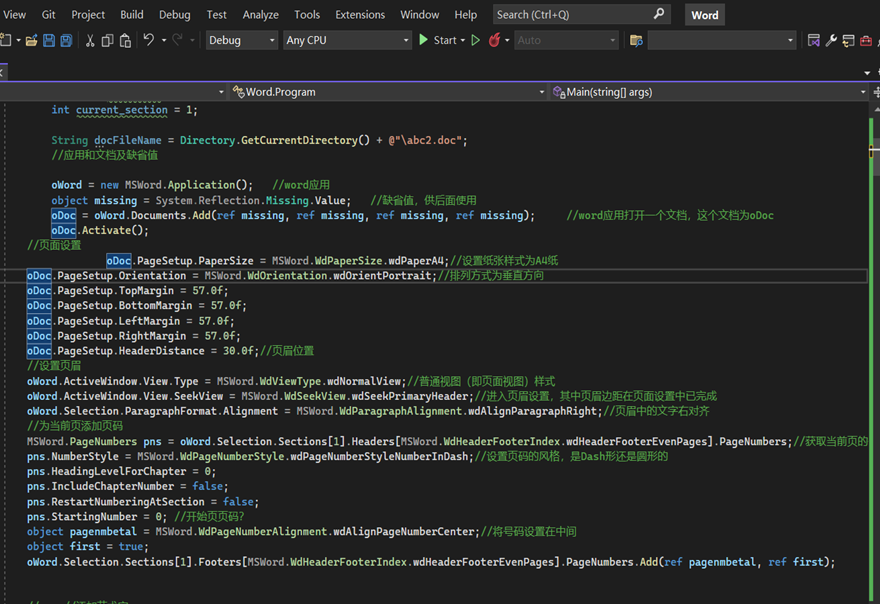 View Git Project Build Debug Test Analyze Tools Extensions Window Help Search (Ctrl+Q) Word
Debug Any CPU Start Auto
Word.Program Main(string[] args)
int current_section = 1;
String docFileName = Directory.GetCurrentDirectory() + @"\abc2.doc";
//应用和文档及缺省值
oWord = new MSWord.Application(); //word应用
object missing = System.Reflection.Missing.Value; //缺省值，供后面使用
oDoc = oWord.Documents.Add(ref missing, ref missing, ref missing, ref missing); //word应用打开一个文档，这个文档为oDoc
oDoc.Activate();
//页面设置
oDoc.PageSetup.PaperSize = MSWord.WdPaperSize.wdPaperA4;//设置纸张样式为A4纸
oDoc.PageSetup.Orientation = MSWord.WdOrientation.wdOrientPortrait;//排列方式为垂直方向
oDoc.PageSetup.TopMargin = 57.0f;
oDoc.PageSetup.BottomMargin = 57.0f;
oDoc.PageSetup.LeftMargin = 57.0f;
oDoc.PageSetup.RightMargin = 57.0f;
oDoc.PageSetup.HeaderDistance = 30.0f;//页眉位置
//设置页眉
oWord.ActiveWindow.View.Type = MSWord.WdViewType.wdNormalView;//普通视图（即页面视图）样式
oWord.ActiveWindow.View.SeekView = MSWord.WdSeekView.wdSeekPrimaryHeader;//进入页眉设置，其中页眉边距在页面设置中已完成
oWord.Selection.ParagraphFormat.Alignment = MSWord.WdParagraphAlignment.wdAlignParagraphRight;//页眉中的文字右对齐
//为当前页添加页码
MSWord.PageNumbers pns = oWord.Selection.Sections[1].Headers[MSWord.WdHeaderFooterIndex.wdHeaderFooterEvenPages].PageNumbers;//获取当前页的
pns.NumberStyle = MSWord.WdPageNumberStyle.wdPageNumberStyleNumberInDash;//设置页码的风格，是Dash形还是圆形的
pns.HeadingLevelForChapter = 0;
pns.IncludeChapterNumber = false;
pns.RestartNumberingAtSection = false;
pns.StartingNumber = 0; //开始页页码?
object pagenmbetal = MSWord.WdPageNumberAlignment.wdAlignPageNumberCenter;//将号码设置在中间
object first = true;
oWord.Selection.Sections[1].Footers[MSWord.WdHeaderFooterIndex.wdHeaderFooterEvenPages].PageNumbers.Add(ref pagenmbetal, ref first);